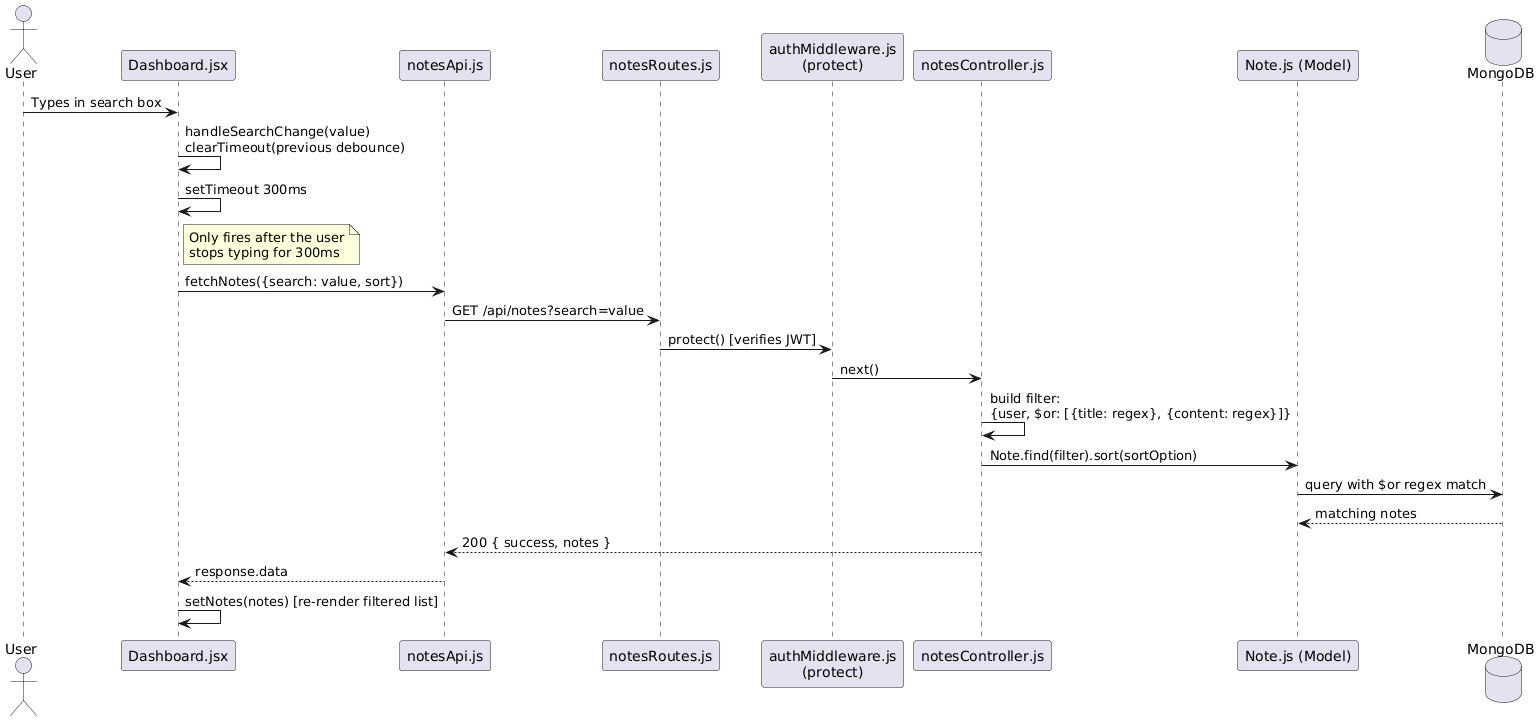 User
Dashboard.jsx
notesApi.js
notesRoutes.js
authMiddleware.js
(protect)
notesController.js
Note.js (Model)
MongoDB
Types in search box
handleSearchChange(value)
clearTimeout(previous debounce)
setTimeout 300ms
Only fires after the user
stops typing for 300ms
fetchNotes({search: value, sort})
GET /api/notes?search=value
protect() [verifies JWT]
next()
build filter:
{user, $or: [{title: regex}, {content: regex}]}
Note.find(filter).sort(sortOption)
query with $or regex match
matching notes
200 { success, notes }
response.data
setNotes(notes) [re-render filtered list]
User
Dashboard.jsx
notesApi.js
notesRoutes.js
authMiddleware.js
(protect)
notesController.js
Note.js (Model)
MongoDB